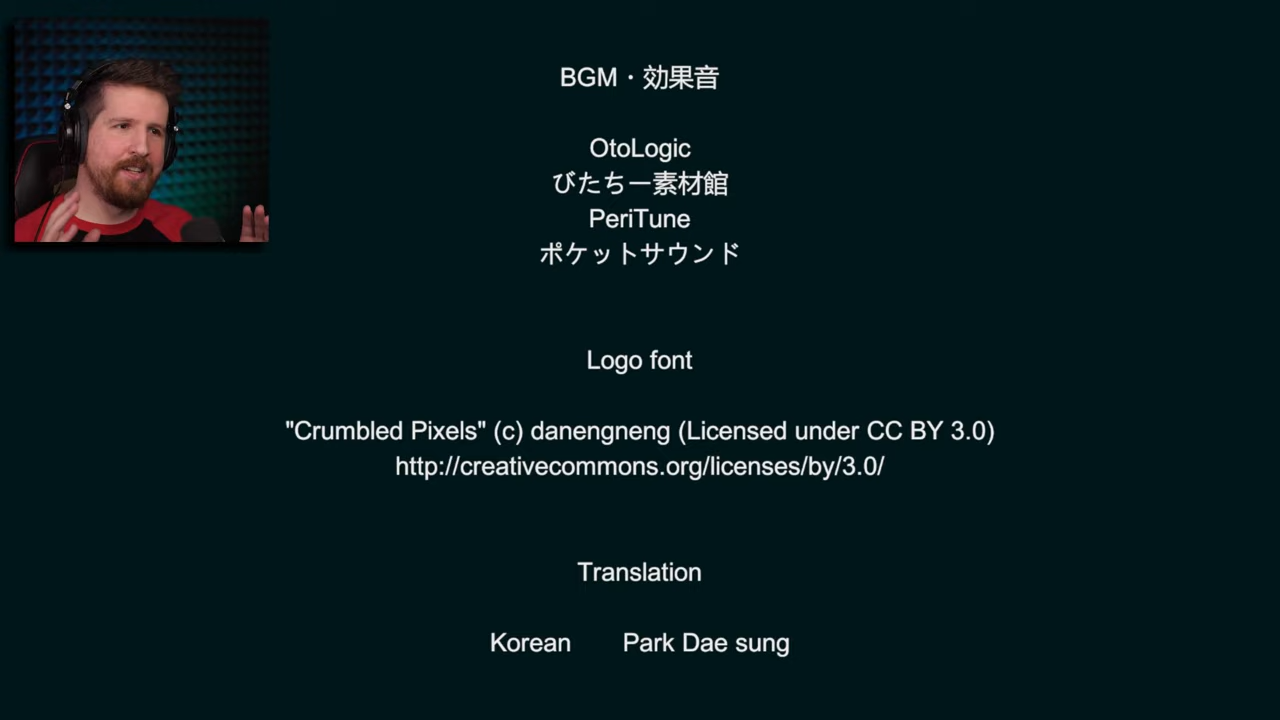 BGM・効果音
OtoLogic
びたちー素材館
PeriTune
ポケットサウンド
Logo font
"Crumbled Pixels" (c) danengneng (Licensed under CC BY 3.0)
http://creativecommons.org/licenses/by/3.0/
Translation
Korean Park Dae sung